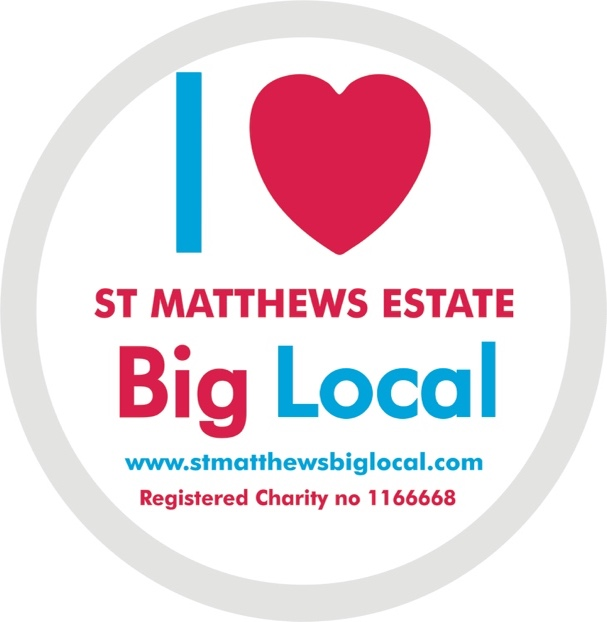 I
ST MATTHEWS ESTATE
Big Local
www.stmatthewsbiglocal.com
Registered Charity no 1166668